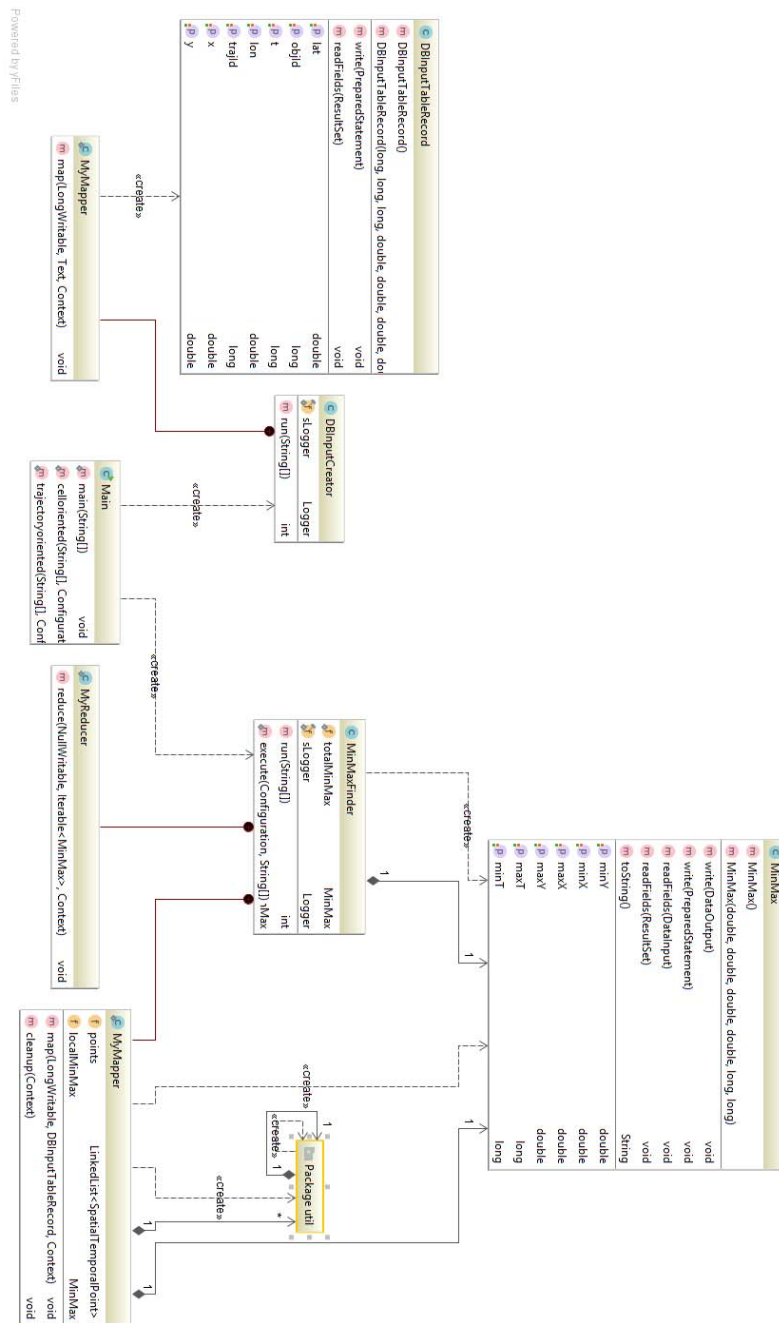 DBInputTableRecord
DBInputTableRecord()
DBInputTableRecord(long, long, long, double, double, double, dou
write(PreparedStatement) void
readFields(ResultSet) void
lat double
objId long
t long
lon double
trajId long
x double
y double
«create»
MyMapper
map(LongWritable, Text, Context) void
DBInputCreator
sLogger Logger
run(String[]) int
«create»
Main
main(String[]) void
celloriented(String[], Configurat
trajectoryoriented(String[], Conf
«create»
MinMax
MinMax()
MinMax(double, double, double, double, long, long)
write(DataOutput) void
write(PreparedStatement) void
readFields(DataInput) void
readFields(ResultSet) void
toString() String
minY double
minX double
maxX double
maxY double
maxT long
minT long
«create»
1
1
MinMaxFinder
totalMinMax MinMax
sLogger Logger
run(String[]) int
execute(Configuration, String[]) nMax
MyReducer
reduce(NullWritable, Iterable<MinMax>, Context) void
«create»
1
1
Package util
1
«create»
«create»
1
*
1
MyMapper
points LinkedList<SpatialTemporalPoint>
localMinMax MinMax
map(LongWritable, DBInputTableRecord, Context) void
cleanup(Context) void
Powered by yFiles